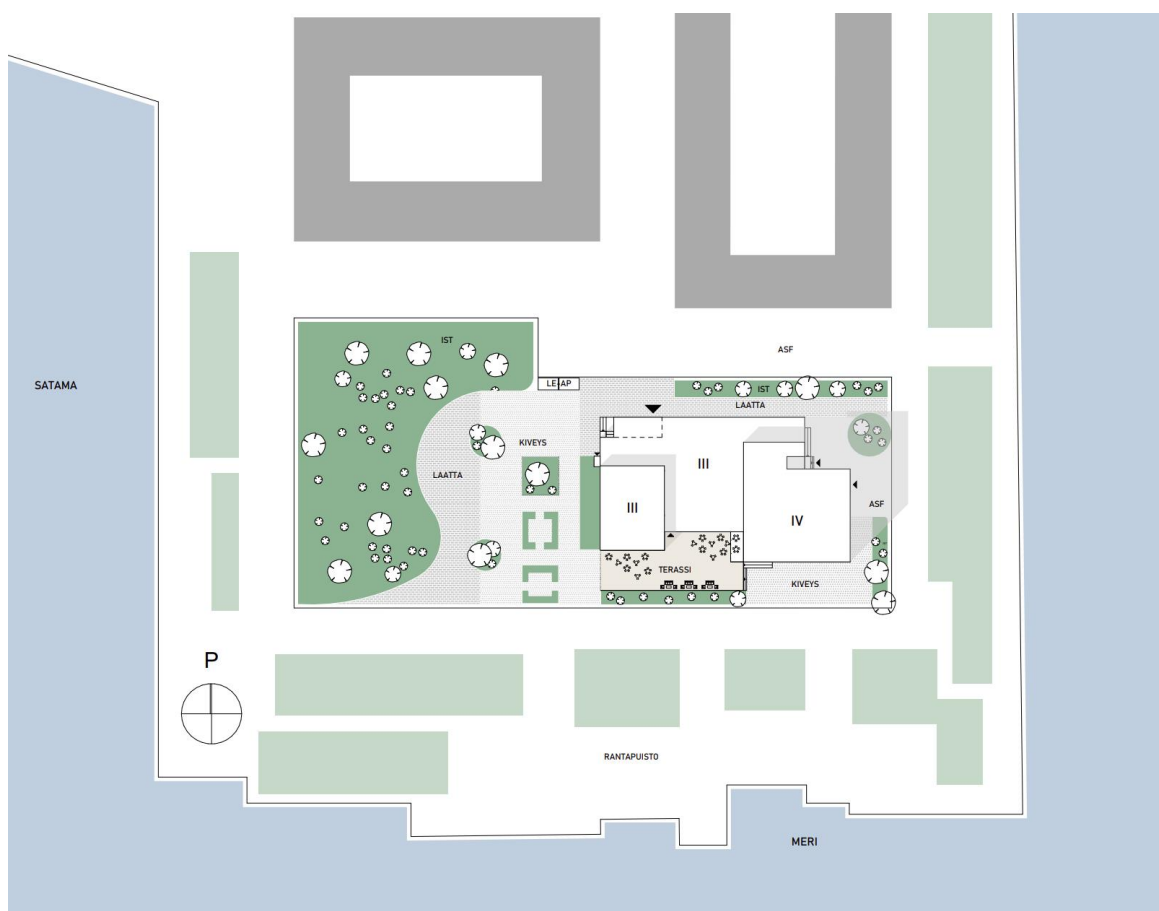 IST
ASF
SATAMA
LE-AP
IST
LAATTA
KIVEYS
III
LAATTA
III
ASF
IV
TERASSI
KIVEYS
P
RANTAPUISTO
MERI